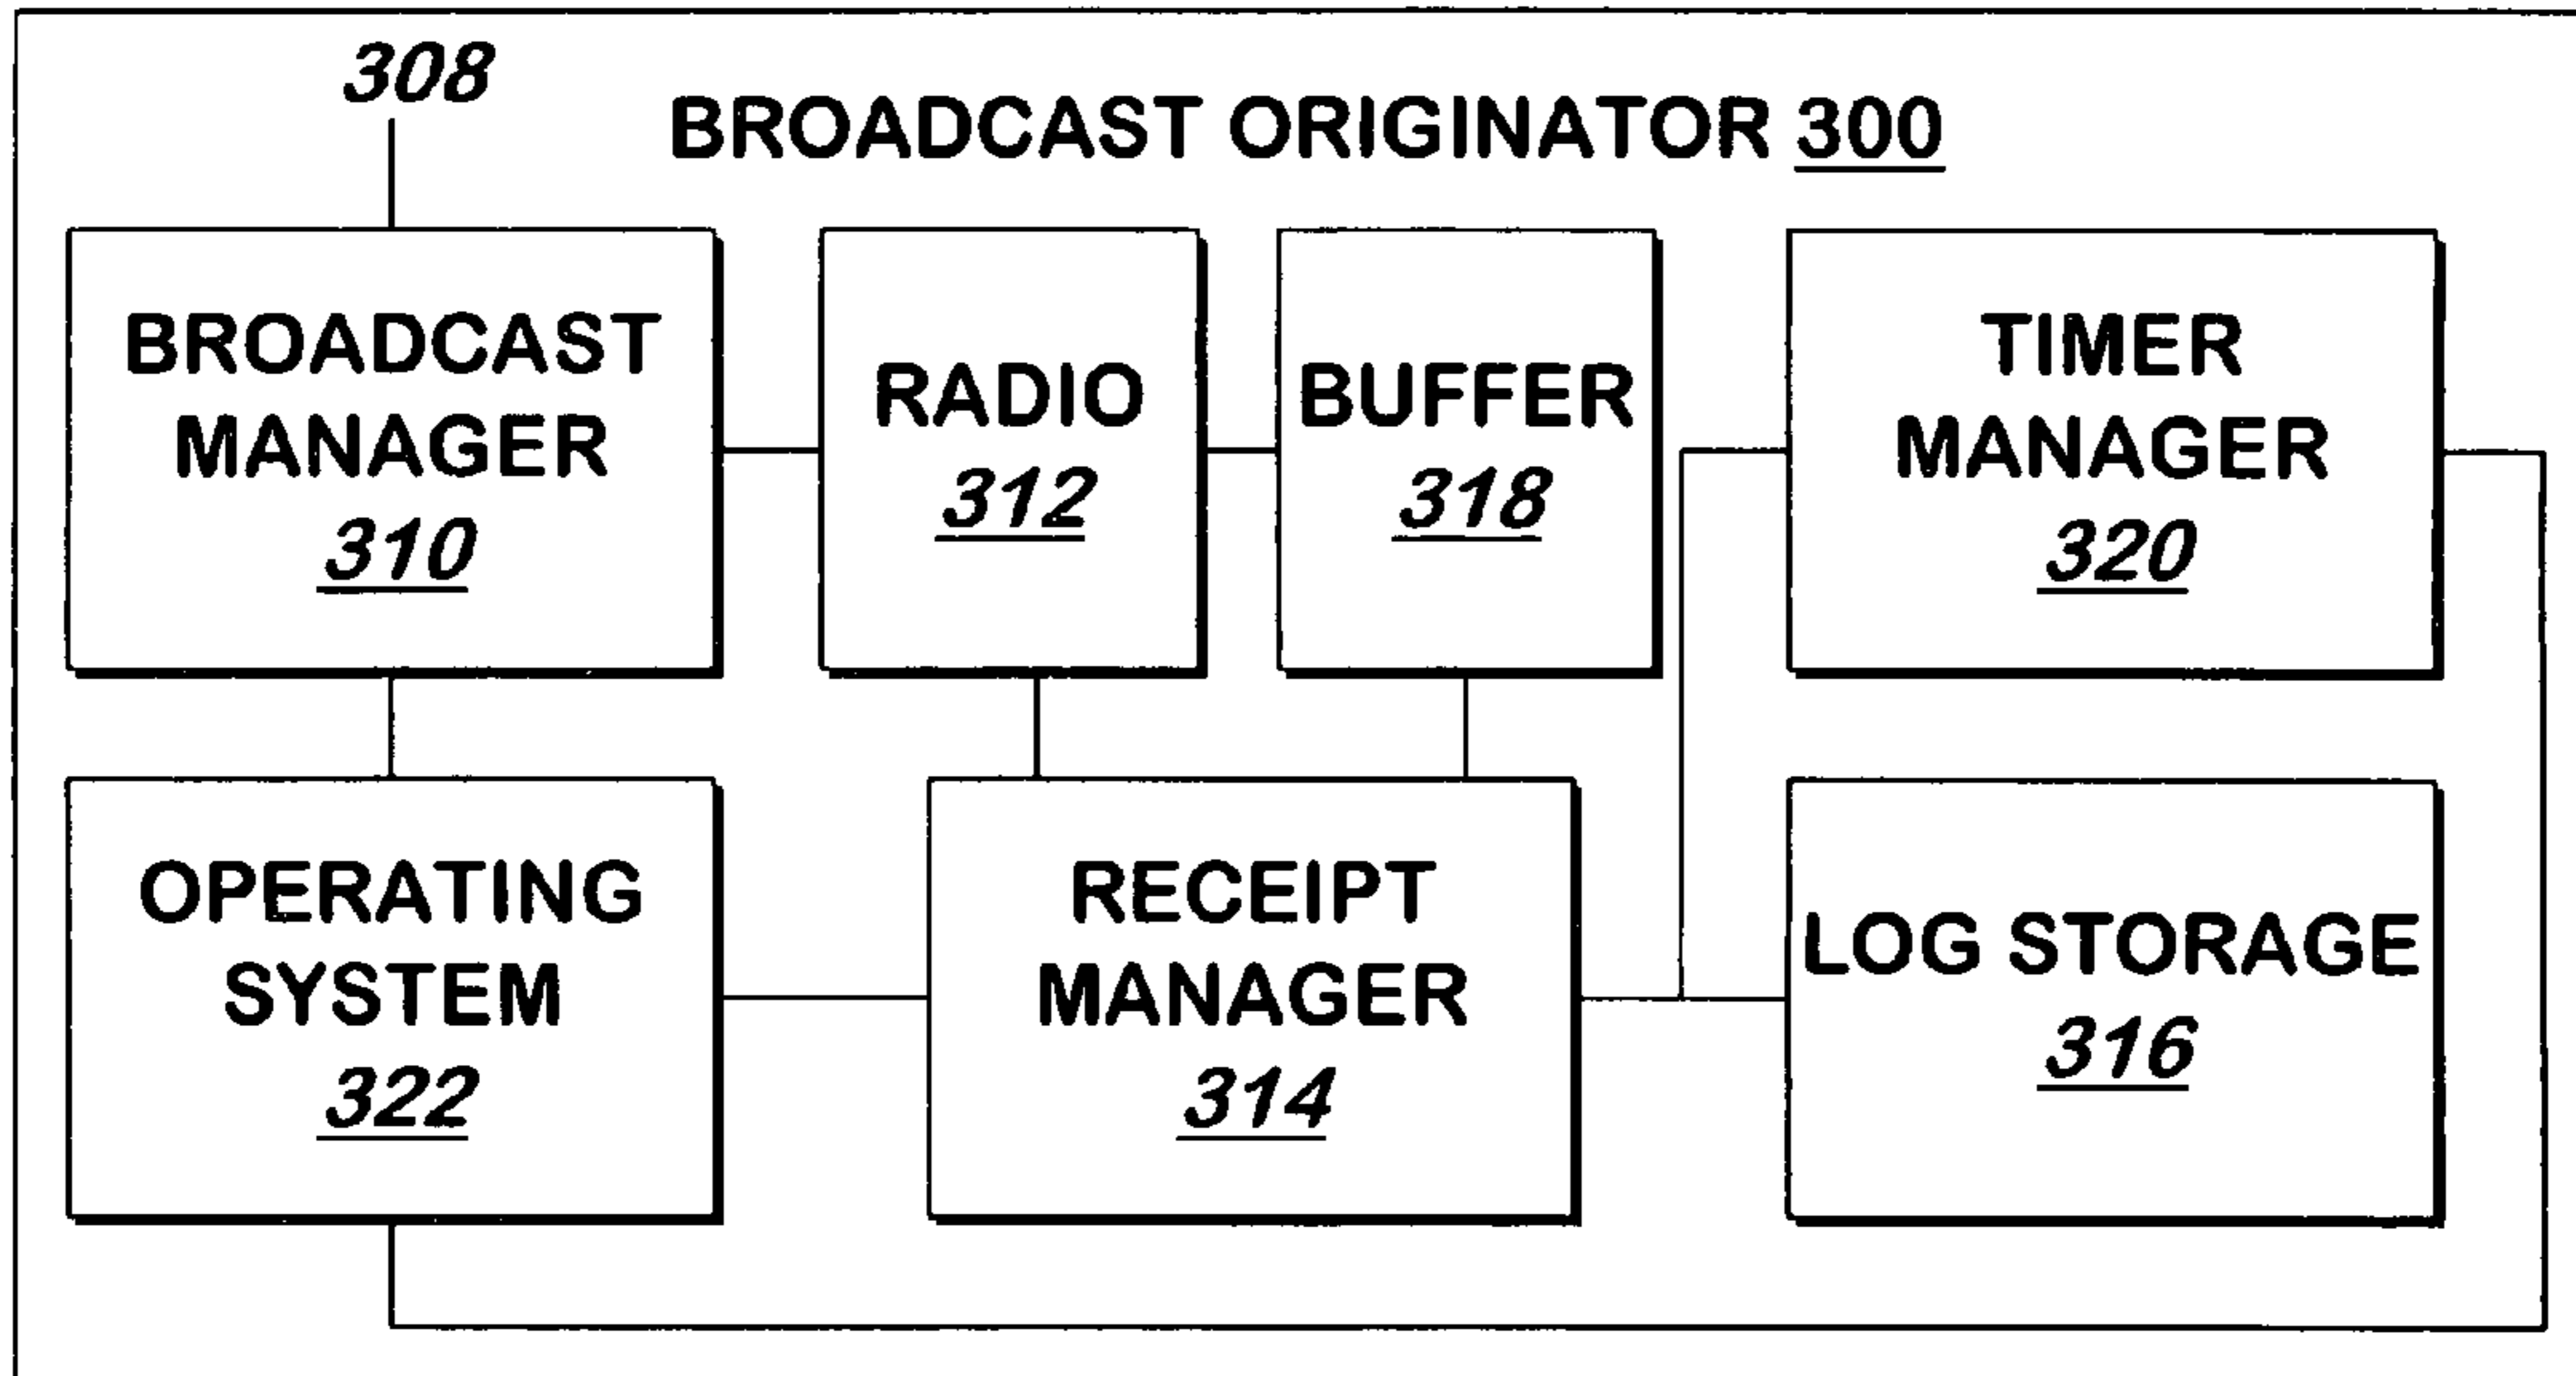 308
BROADCAST ORIGINATOR 300
BROADCAST
MANAGER
310
RADIO
312
BUFFER
318
TIMER
MANAGER
320
OPERATING
SYSTEM
322
RECEIPT
MANAGER
314
LOG STORAGE
316